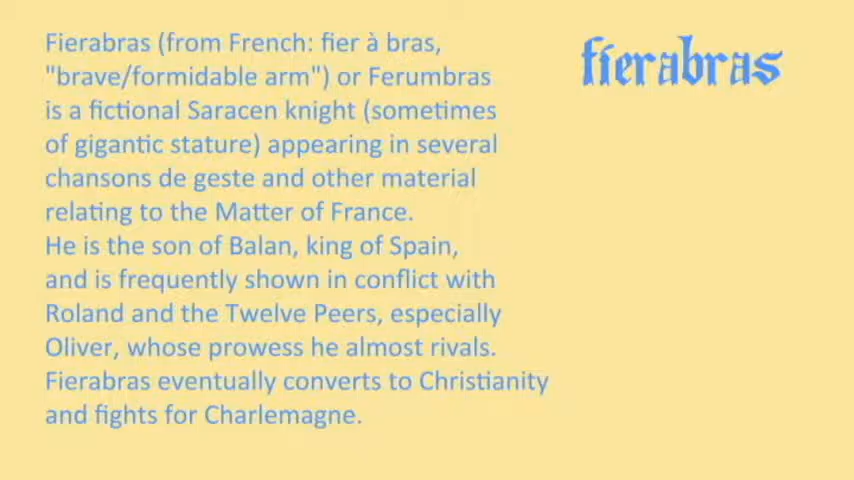 Fierabras (from French: fier à bras,
"brave/formidable arm") or Ferumbras
is a fictional Saracen knight (sometimes
of gigantic stature) appearing in several
chansons de geste and other material
relating to the Matter of France.
He is the son of Balan, king of Spain,
and is frequently shown in conflict with
Roland and the Twelve Peers, especially
Oliver, whose prowess he almost rivals.
Fierabras eventually converts to Christianity
and fights for Charlemagne.
fierabras